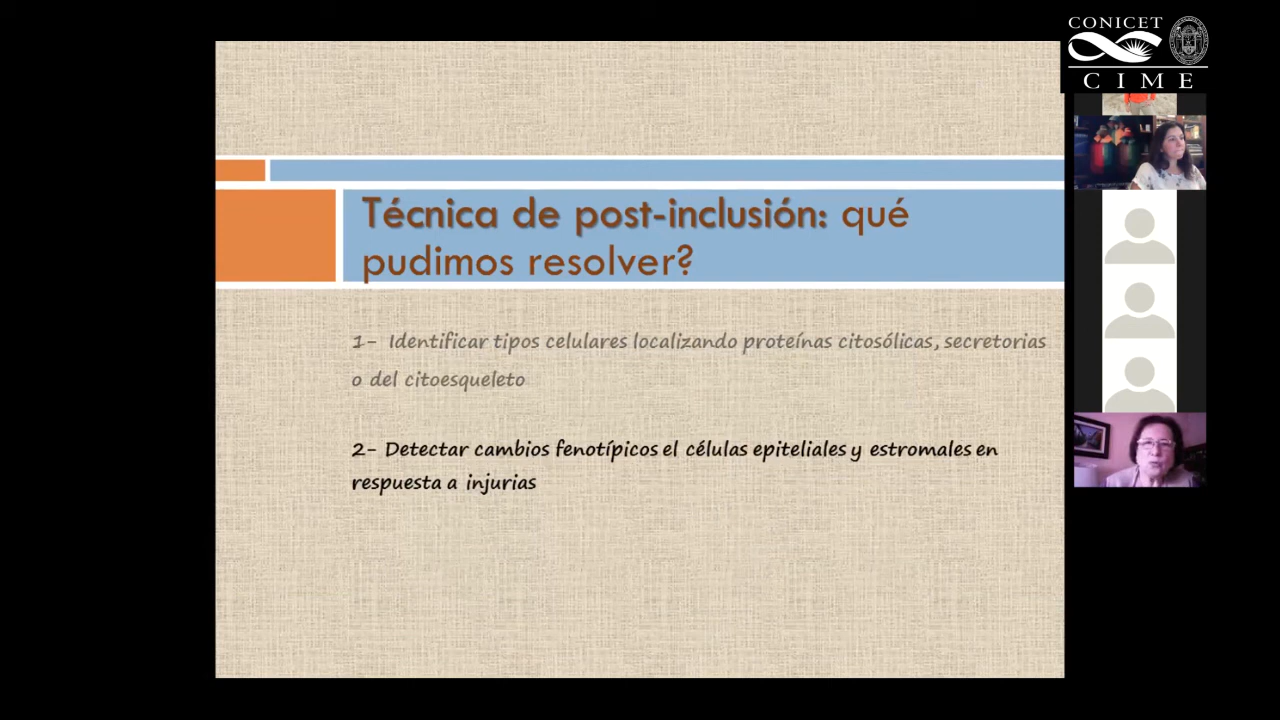 CONICET
CIME
Técnica de post-inclusión: qué
pudimos resolver?
1- Identificar tipos celulares localizando proteínas citosólicas, secretorias
o del citoesqueleto
2- Detectar cambios fenotípicos el células epiteliales y estromales en
respuesta a injurias